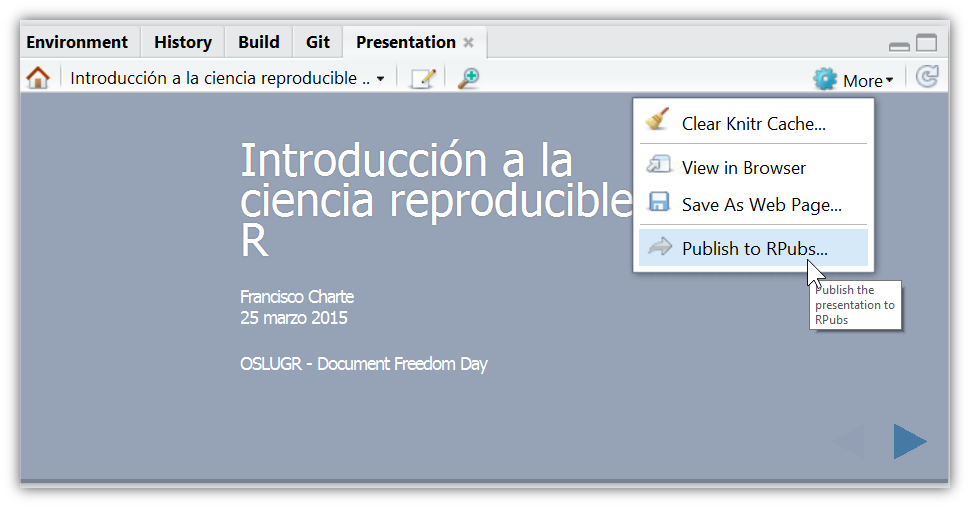 Environment History Build Git Presentation
Introducción a la ciencia reproducible .. More
Clear Knitr Cache...
View in Browser
Save As Web Page...
Publish to RPubs...
Publish the
presentation to
RPubs
Introducción a la
ciencia reproducible
R
Francisco Charte
25 marzo 2015
OSLUGR - Document Freedom Day